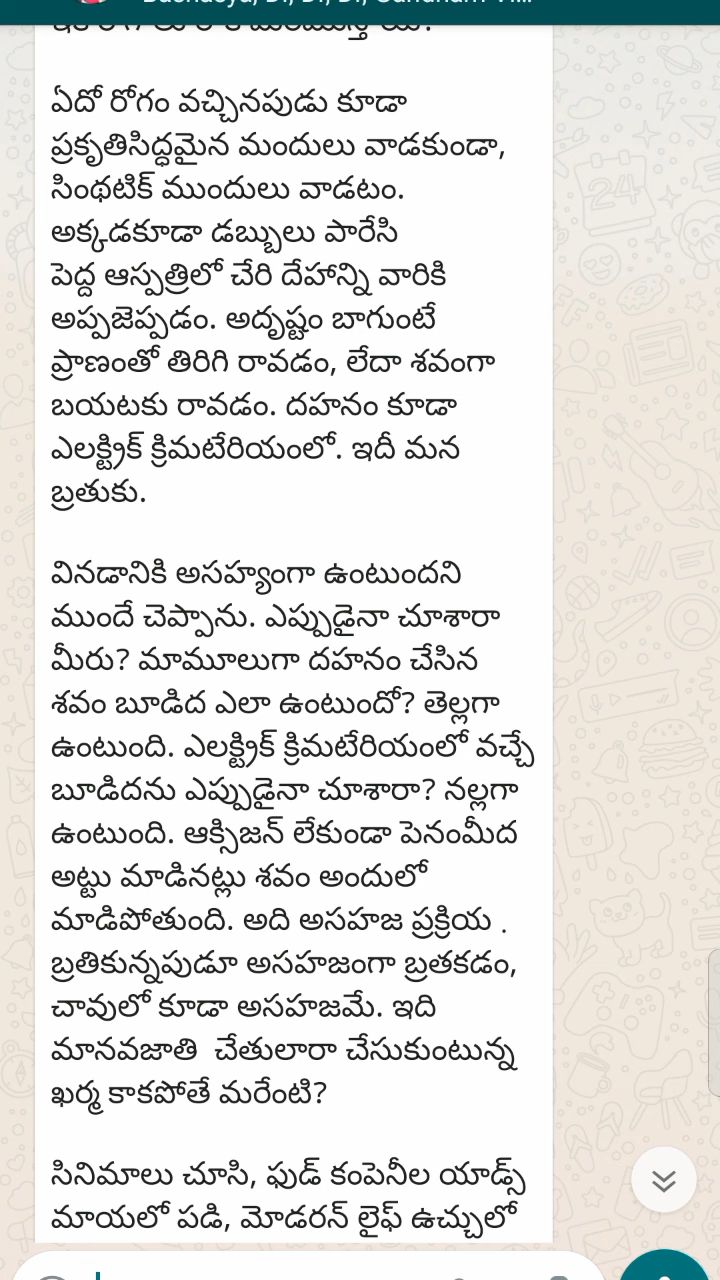 ఏదో రోగం వచ్చినపుడు కూడా
ప్రకృతిసిద్ధమైన మందులు వాడకుండా,
సింథటిక్ ముందులు వాడటం.
అక్కడకూడా డబ్బులు పారేసి
పెద్ద ఆస్పత్రిలో చేరి దేహాన్ని వారికి
అప్పజెప్పడం. అదృష్టం బాగుంటే
ప్రాణంతో తిరిగి రావడం, లేదా శవంగా
బయటకు రావడం. దహనం కూడా
ఎలక్ట్రిక్ క్రిమటేరియంలో. ఇదీ మన
బ్రతుకు.
వినడానికి అసహ్యంగా ఉంటుందని
ముందే చెప్పాను. ఎప్పుడైనా చూశారా
మీరు? మామూలుగా దహనం చేసిన
శవం బూడిద ఎలా ఉంటుందో? తెల్లగా
ఉంటుంది. ఎలక్ట్రిక్ క్రిమటేరియంలో వచ్చే
బూడిదను ఎప్పుడైనా చూశారా? నల్లగా
ఉంటుంది. ఆక్సిజన్ లేకుండా పెనంమీద
అట్టు మాడినట్లు శవం అందులో
మాడిపోతుంది. అది అసహజ ప్రక్రియ .
బ్రతికున్నపుడూ అసహజంగా బ్రతకడం,
చావులో కూడా అసహజమే. ఇది
మానవజాతి  చేతులారా చేసుకుంటున్న
ఖర్మ కాకపోతే మరేంటి?
సినిమాలు చూసి, ఫుడ్ కంపెనీల యాడ్స్
మాయలో పడి, మోడరన్ లైఫ్ ఉచ్చులో
24